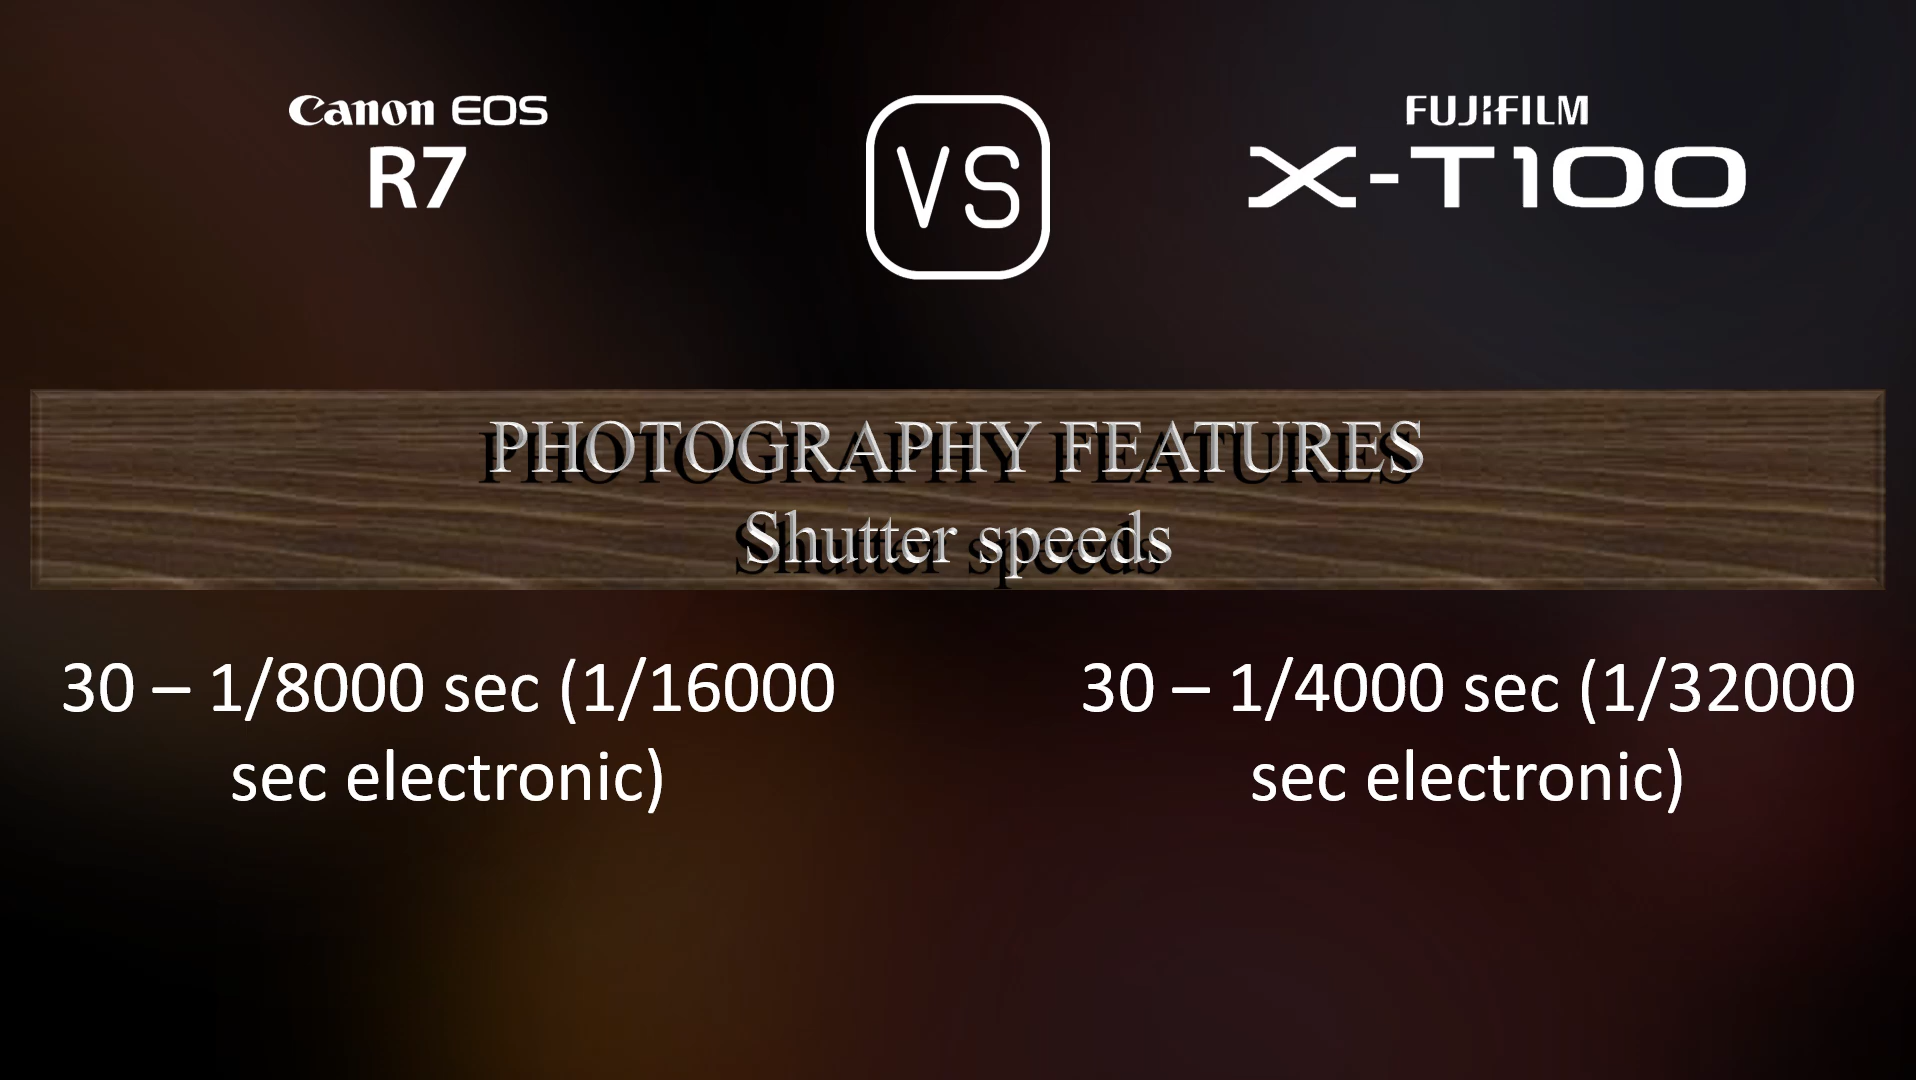 Canon EOS
R7
VS
FUJIFILM
X-T100
PHOTOGRAPHY FEATURES
Shutter speeds
30 – 1/8000 sec (1/16000
sec electronic)
30 – 1/4000 sec (1/32000
sec electronic)